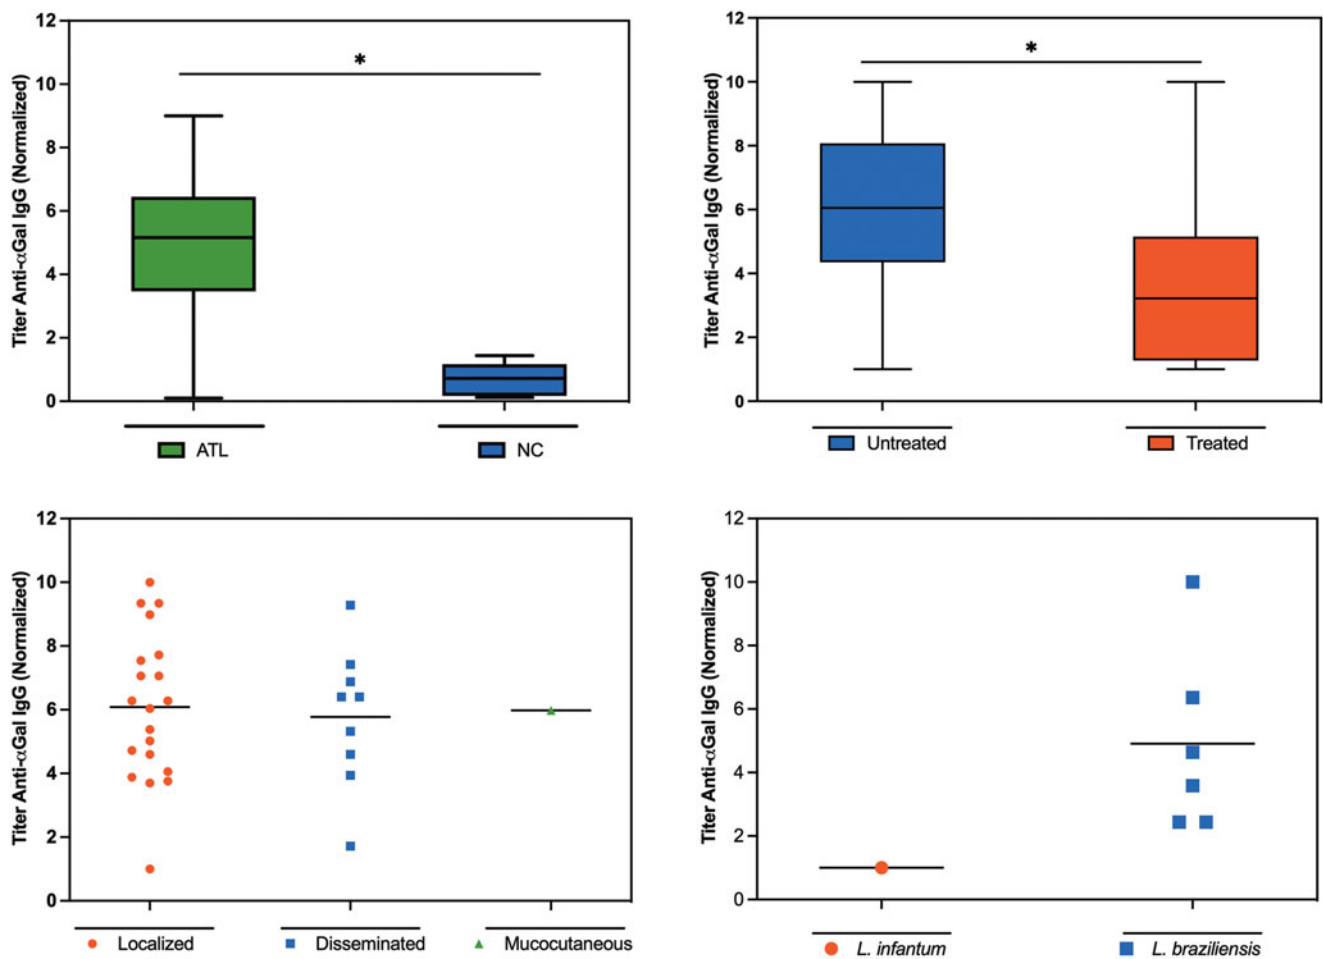 12
10
8
6
4
2
0
Titer Anti-αGal IgG (Normalized)
*
ATL
NC
12
10
8
6
4
2
0
Titer Anti-αGal IgG (Normalized)
*
Untreated
Treated
12
10
8
6
4
2
0
Titer Anti-αGal IgG (Normalized)
Localized
Disseminated
Mucocutaneous
12
10
8
6
4
2
0
Titer Anti-αGal IgG (Normalized)
L. infantum
L. braziliensis